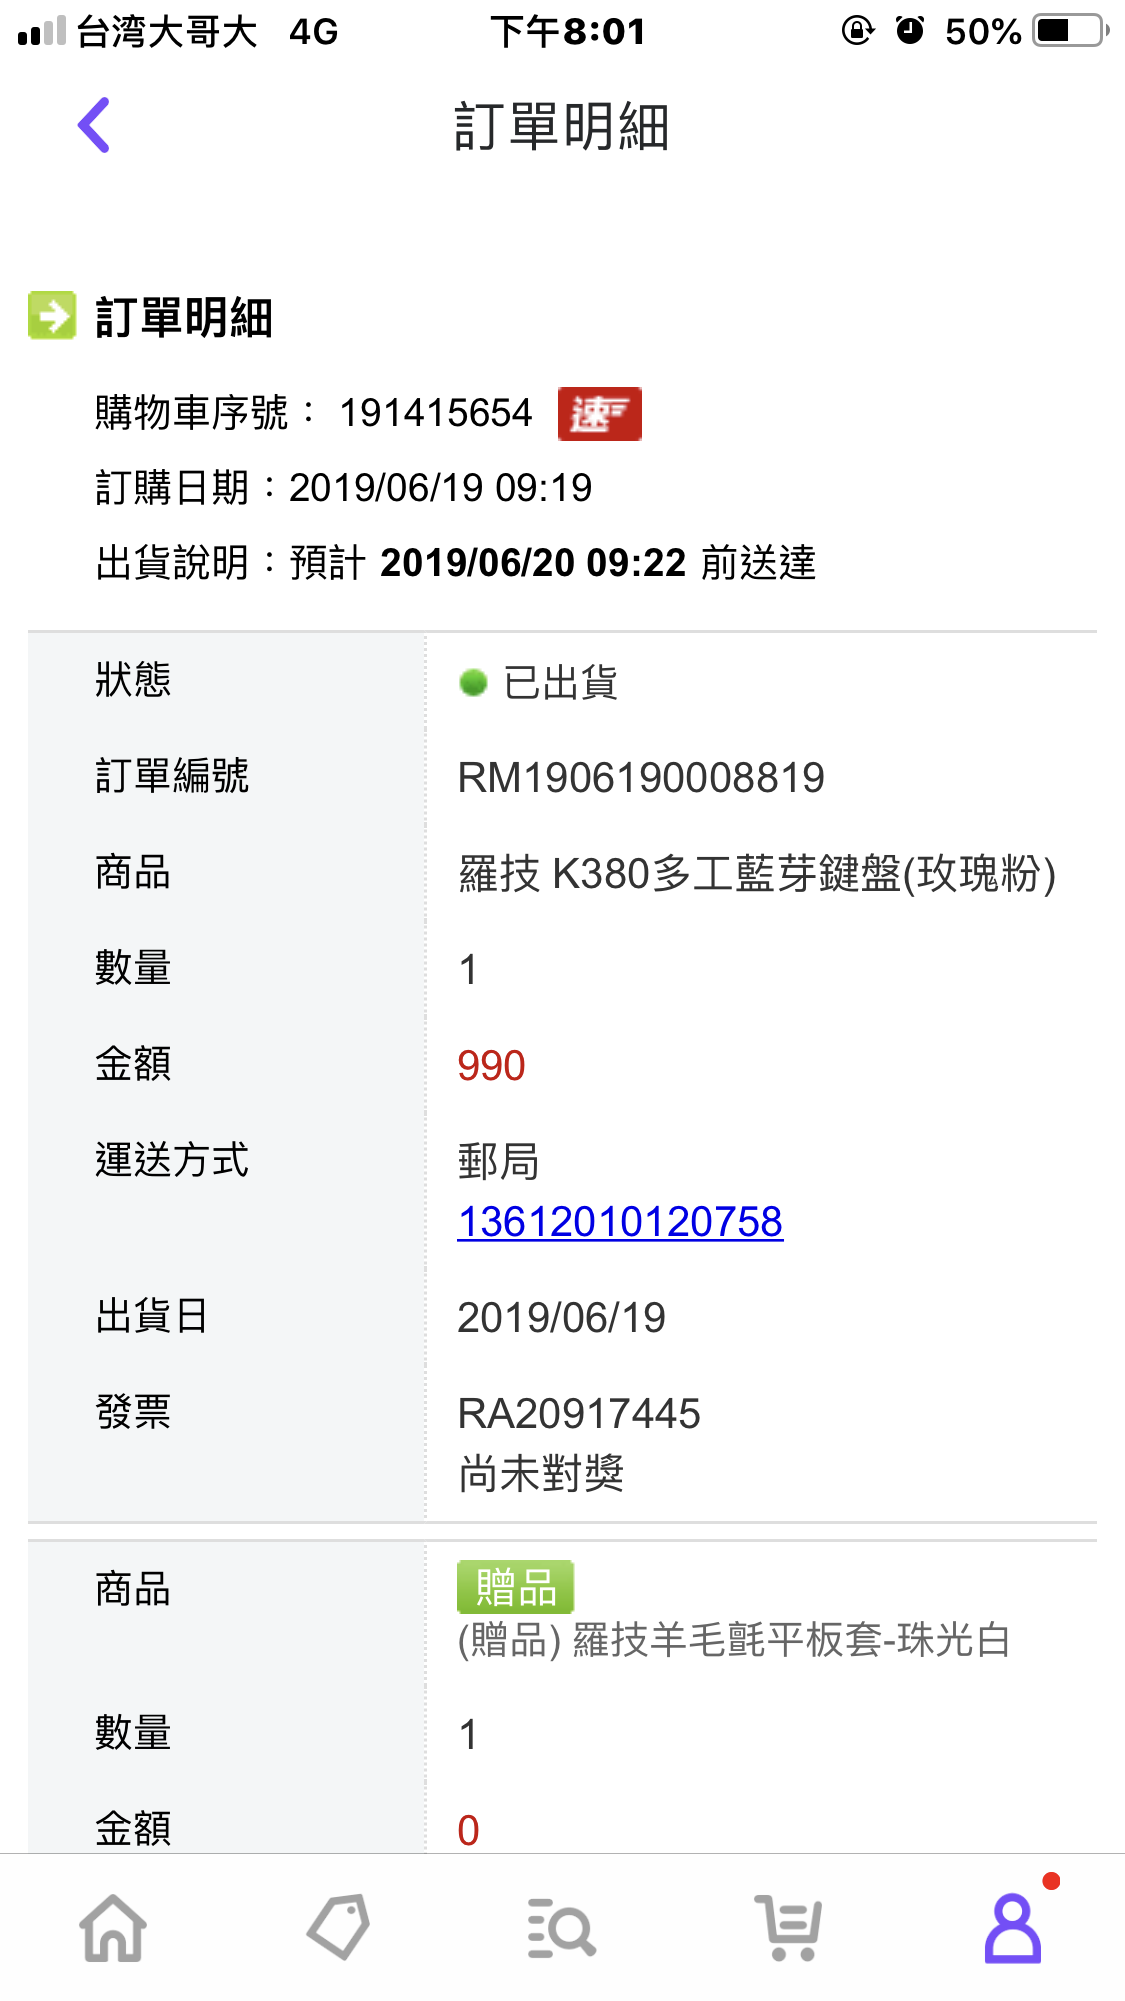 台湾大哥大 4G 下午8:01 50%
訂單明細
訂單明細
購物車序號： 191415654 速
訂購日期：2019/06/19 09:19
出貨說明：預計 2019/06/20 09:22 前送達
狀態 已出貨
訂單編號 RM1906190008819
商品 羅技 K380多工藍芽鍵盤(玫瑰粉)
數量 1
金額 990
運送方式 郵局
13612010120758
出貨日 2019/06/19
發票 RA20917445
尚未對獎
商品 贈品
(贈品) 羅技羊毛氈平板套-珠光白
數量 1
金額 0